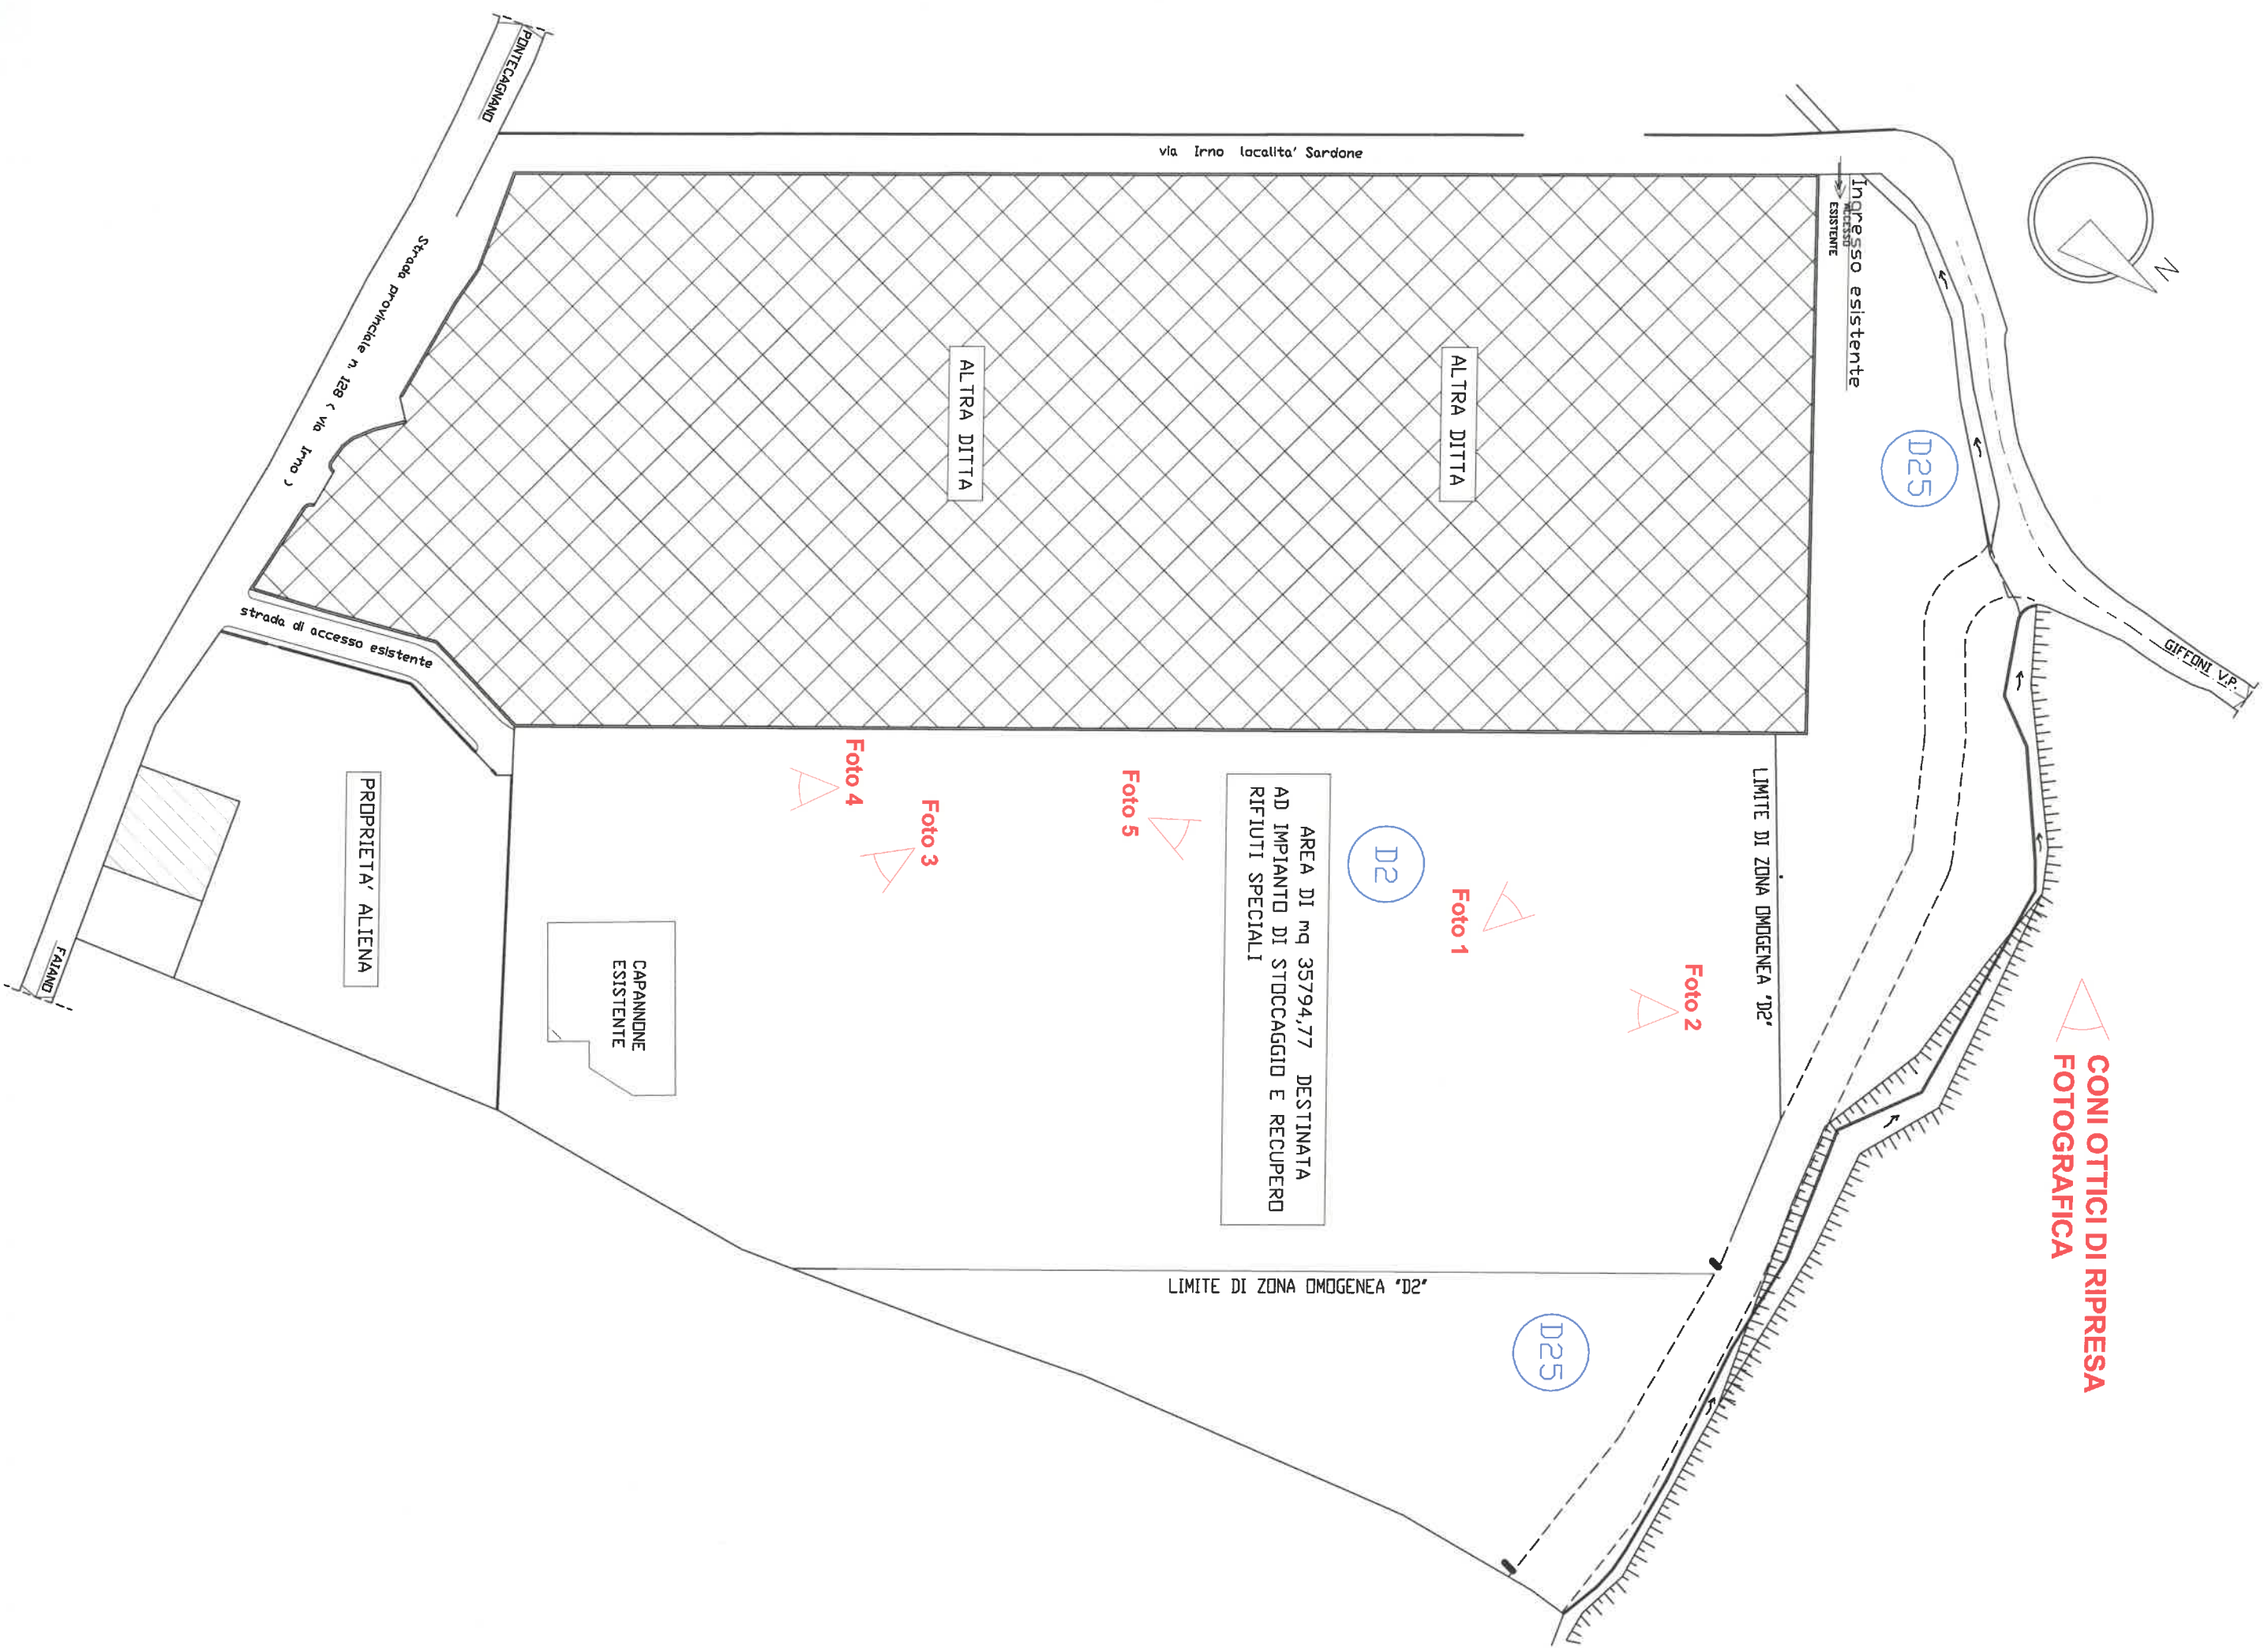 PONTECAGNANO
via Irno localita' Sardone
Ingresso esistente
ACCESSO
ESISTENTE
N
Strada provinciale n. 128 ( via Irno )
ALTRA DITTA
ALTRA DITTA
D25
strada di accesso esistente
GIFFONI V.P.
PROPRIETA' ALIENA
FAIANO
Foto 4
Foto 3
Foto 5
AREA DI mq 35794,77 DESTINATA
AD IMPIANTO DI STOCCAGGIO E RECUPERO
RIFIUTI SPECIALI
D2
Foto 1
Foto 2
LIMITE DI ZONA OMOGENEA "D2"
CAPANNONE
ESISTENTE
LIMITE DI ZONA OMOGENEA "D2"
D25
CONI OTTICI DI RIPRESA
FOTOGRAFICA